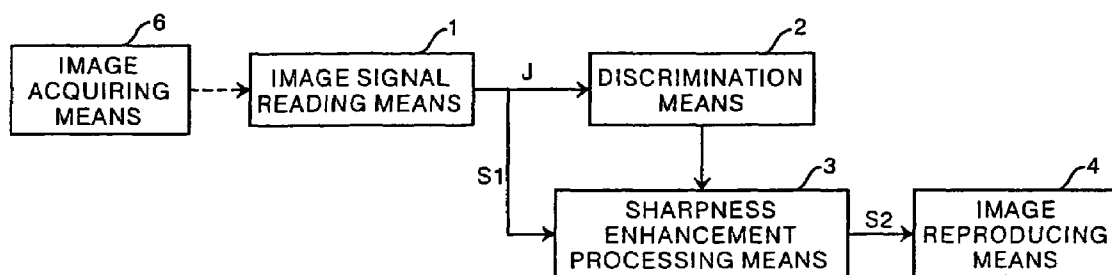 6
IMAGE
ACQUIRING
MEANS
1
IMAGE SIGNAL
READING MEANS
J
2
DISCRIMINATION
MEANS
S1
3
SHARPNESS
ENHANCEMENT
PROCESSING MEANS
S2
4
IMAGE
REPRODUCING
MEANS